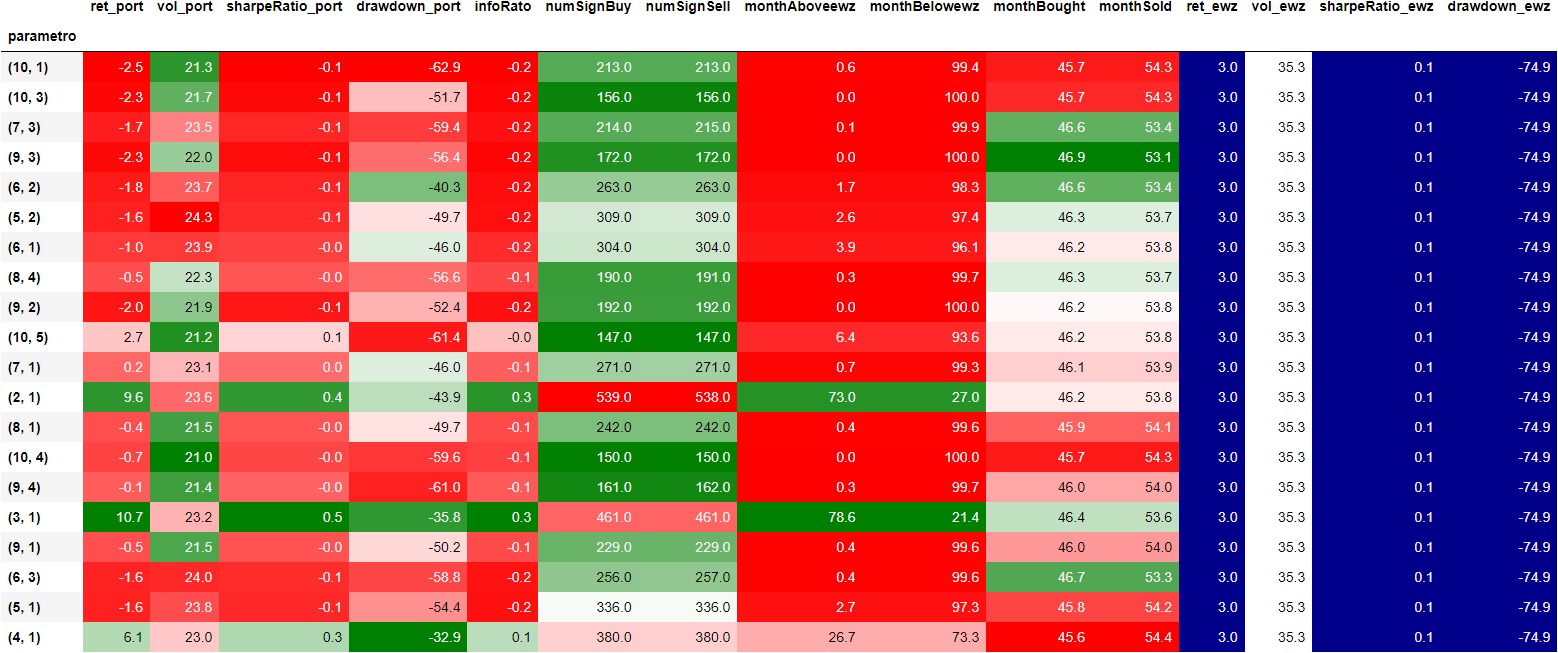 ret_port vol_port sharpeRatio_port drawdown_port infoRato numSignBuy numSignSell monthAboveewz monthBelowewz monthBought monthSold ret_ewz vol_ewz sharpeRatio_ewz drawdown_ewz
parametro
(10, 1) -2.5 21.3 -0.1 -62.9 -0.2 213.0 213.0 0.6 99.4 45.7 54.3 3.0 35.3 0.1 -74.9
(10, 3) -2.3 21.7 -0.1 -51.7 -0.2 156.0 156.0 0.0 100.0 45.7 54.3 3.0 35.3 0.1 -74.9
(7, 3) -1.7 23.5 -0.1 -59.4 -0.2 214.0 215.0 0.1 99.9 46.6 53.4 3.0 35.3 0.1 -74.9
(9, 3) -2.3 22.0 -0.1 -56.4 -0.2 172.0 172.0 0.0 100.0 46.9 53.1 3.0 35.3 0.1 -74.9
(6, 2) -1.8 23.7 -0.1 -40.3 -0.2 263.0 263.0 1.7 98.3 46.6 53.4 3.0 35.3 0.1 -74.9
(5, 2) -1.6 24.3 -0.1 -49.7 -0.2 309.0 309.0 2.6 97.4 46.3 53.7 3.0 35.3 0.1 -74.9
(6, 1) -1.0 23.9 -0.0 -46.0 -0.2 304.0 304.0 3.9 96.1 46.2 53.8 3.0 35.3 0.1 -74.9
(8, 4) -0.5 22.3 -0.0 -56.6 -0.1 190.0 191.0 0.3 99.7 46.3 53.7 3.0 35.3 0.1 -74.9
(9, 2) -2.0 21.9 -0.1 -52.4 -0.2 192.0 192.0 0.0 100.0 46.2 53.8 3.0 35.3 0.1 -74.9
(10, 5) 2.7 21.2 0.1 -61.4 -0.0 147.0 147.0 6.4 93.6 46.2 53.8 3.0 35.3 0.1 -74.9
(7, 1) 0.2 23.1 0.0 -46.0 -0.1 271.0 271.0 0.7 99.3 46.1 53.9 3.0 35.3 0.1 -74.9
(2, 1) 9.6 23.6 0.4 -43.9 0.3 539.0 538.0 73.0 27.0 46.2 53.8 3.0 35.3 0.1 -74.9
(8, 1) -0.4 21.5 -0.0 -49.7 -0.1 242.0 242.0 0.4 99.6 45.9 54.1 3.0 35.3 0.1 -74.9
(10, 4) -0.7 21.0 -0.0 -59.6 -0.1 150.0 150.0 0.0 100.0 45.7 54.3 3.0 35.3 0.1 -74.9
(9, 4) -0.1 21.4 -0.0 -61.0 -0.1 161.0 162.0 0.3 99.7 46.0 54.0 3.0 35.3 0.1 -74.9
(3, 1) 10.7 23.2 0.5 -35.8 0.3 461.0 461.0 78.6 21.4 46.4 53.6 3.0 35.3 0.1 -74.9
(9, 1) -0.5 21.5 -0.0 -50.2 -0.1 229.0 229.0 0.4 99.6 46.0 54.0 3.0 35.3 0.1 -74.9
(6, 3) -1.6 24.0 -0.1 -58.8 -0.2 256.0 257.0 0.4 99.6 46.7 53.3 3.0 35.3 0.1 -74.9
(5, 1) -1.6 23.8 -0.1 -54.4 -0.2 336.0 336.0 2.7 97.3 45.8 54.2 3.0 35.3 0.1 -74.9
(4, 1) 6.1 23.0 0.3 -32.9 0.1 380.0 380.0 26.7 73.3 45.6 54.4 3.0 35.3 0.1 -74.9